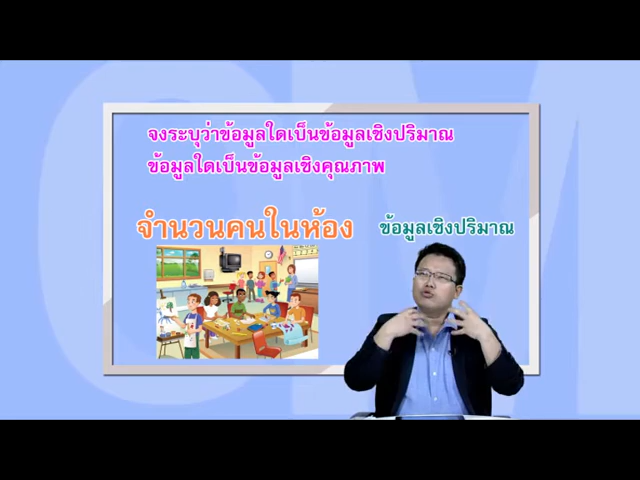 จงระบุว่าข้อมูลใดเป็นข้อมูลเชิงปริมาณ
ข้อมูลใดเป็นข้อมูลเชิงคุณภาพ
จำนวนคนในห้อง
ข้อมูลเชิงปริมาณ